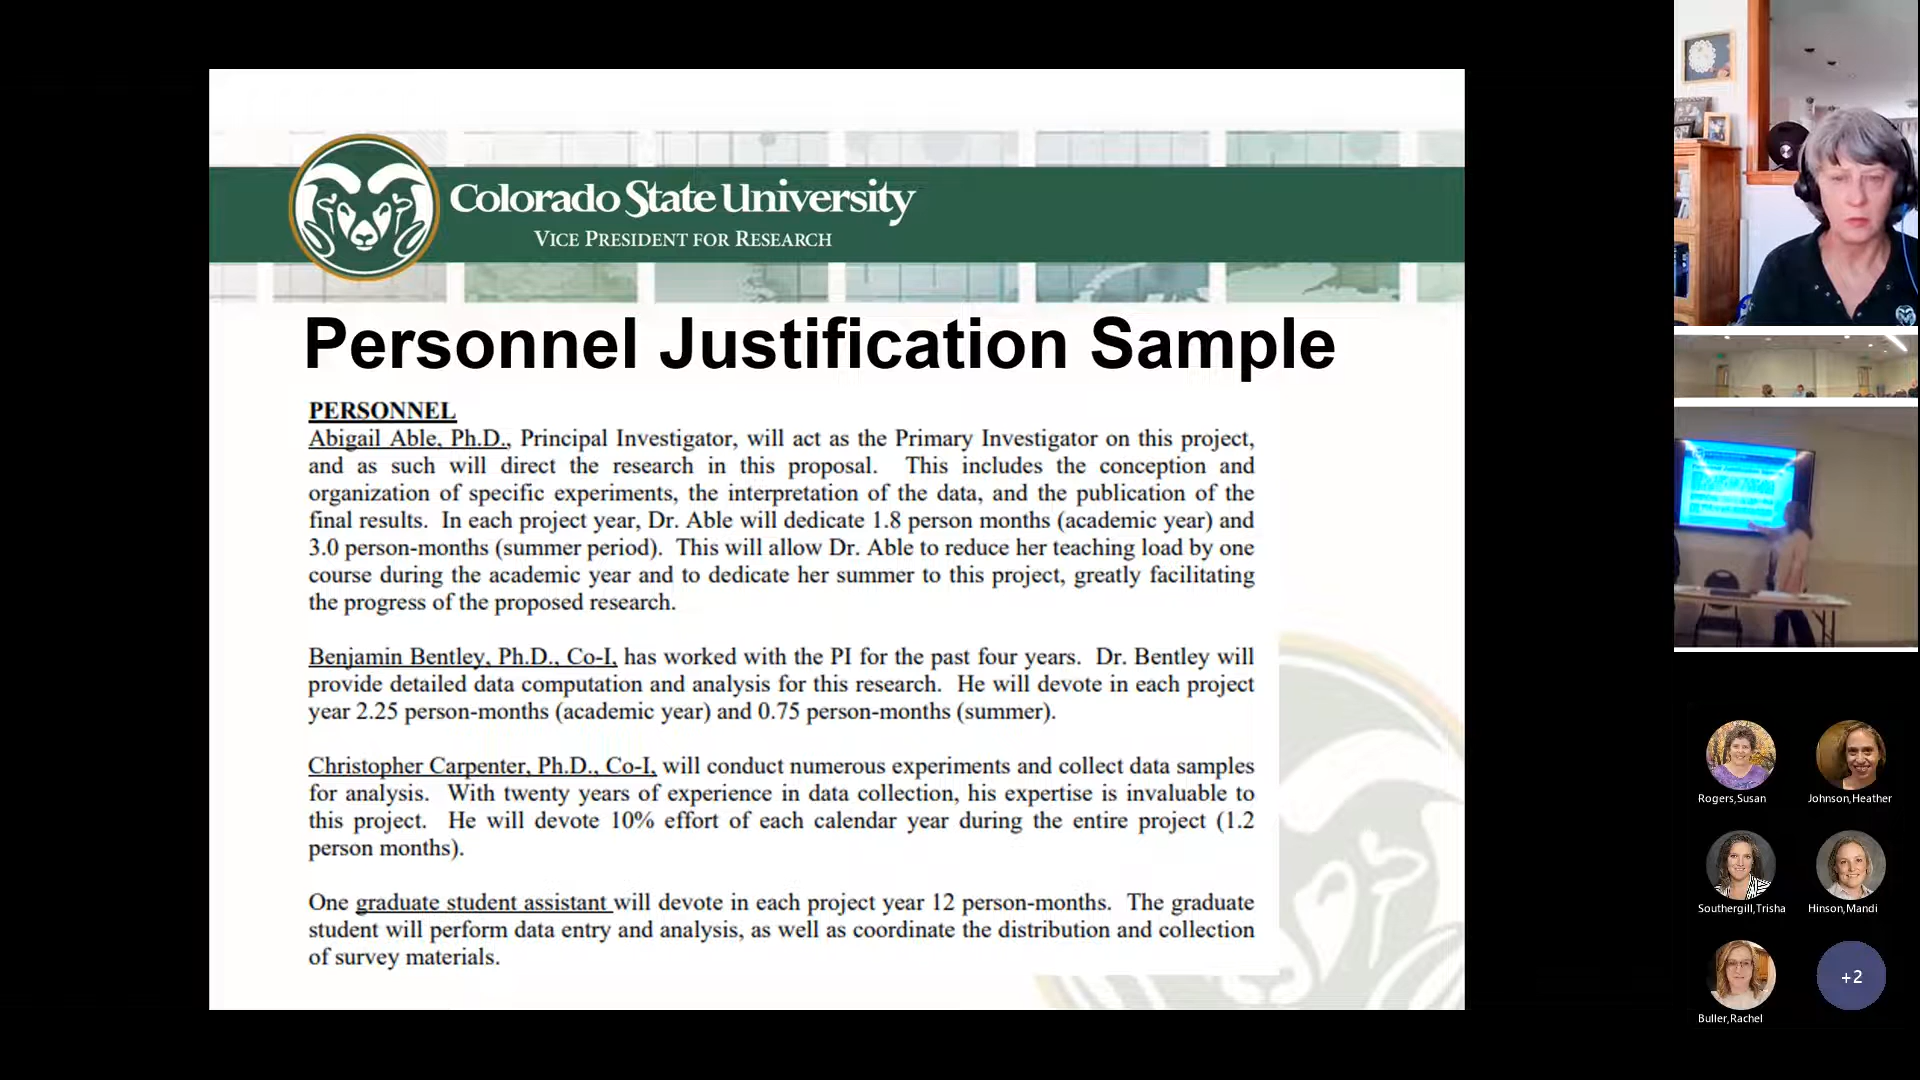 Colorado State University
VICE PRESIDENT FOR RESEARCH
Personnel Justification Sample
PERSONNEL
Abigail Able, Ph.D., Principal Investigator, will act as the Primary Investigator on this project,
and as such will direct the research in this proposal. This includes the conception and
organization of specific experiments, the interpretation of the data, and the publication of the
final results. In each project year, Dr. Able will dedicate 1.8 person months (academic year) and
3.0 person-months (summer period). This will allow Dr. Able to reduce her teaching load by one
course during the academic year and to dedicate her summer to this project, greatly facilitating
the progress of the proposed research.
Benjamin Bentley, Ph.D., Co-I, has worked with the PI for the past four years. Dr. Bentley will
provide detailed data computation and analysis for this research. He will devote in each project
year 2.25 person-months (academic year) and 0.75 person-months (summer).
Christopher Carpenter, Ph.D., Co-I, will conduct numerous experiments and collect data samples
for analysis. With twenty years of experience in data collection, his expertise is invaluable to
this project. He will devote 10% effort of each calendar year during the entire project (1.2
person months).
One graduate student assistant will devote in each project year 12 person-months. The graduate
student will perform data entry and analysis, as well as coordinate the distribution and collection
of survey materials.
Rogers,Susan
Johnson,Heather
Southergill,Trisha
Hinson,Mandi
Buller,Rachel
+2